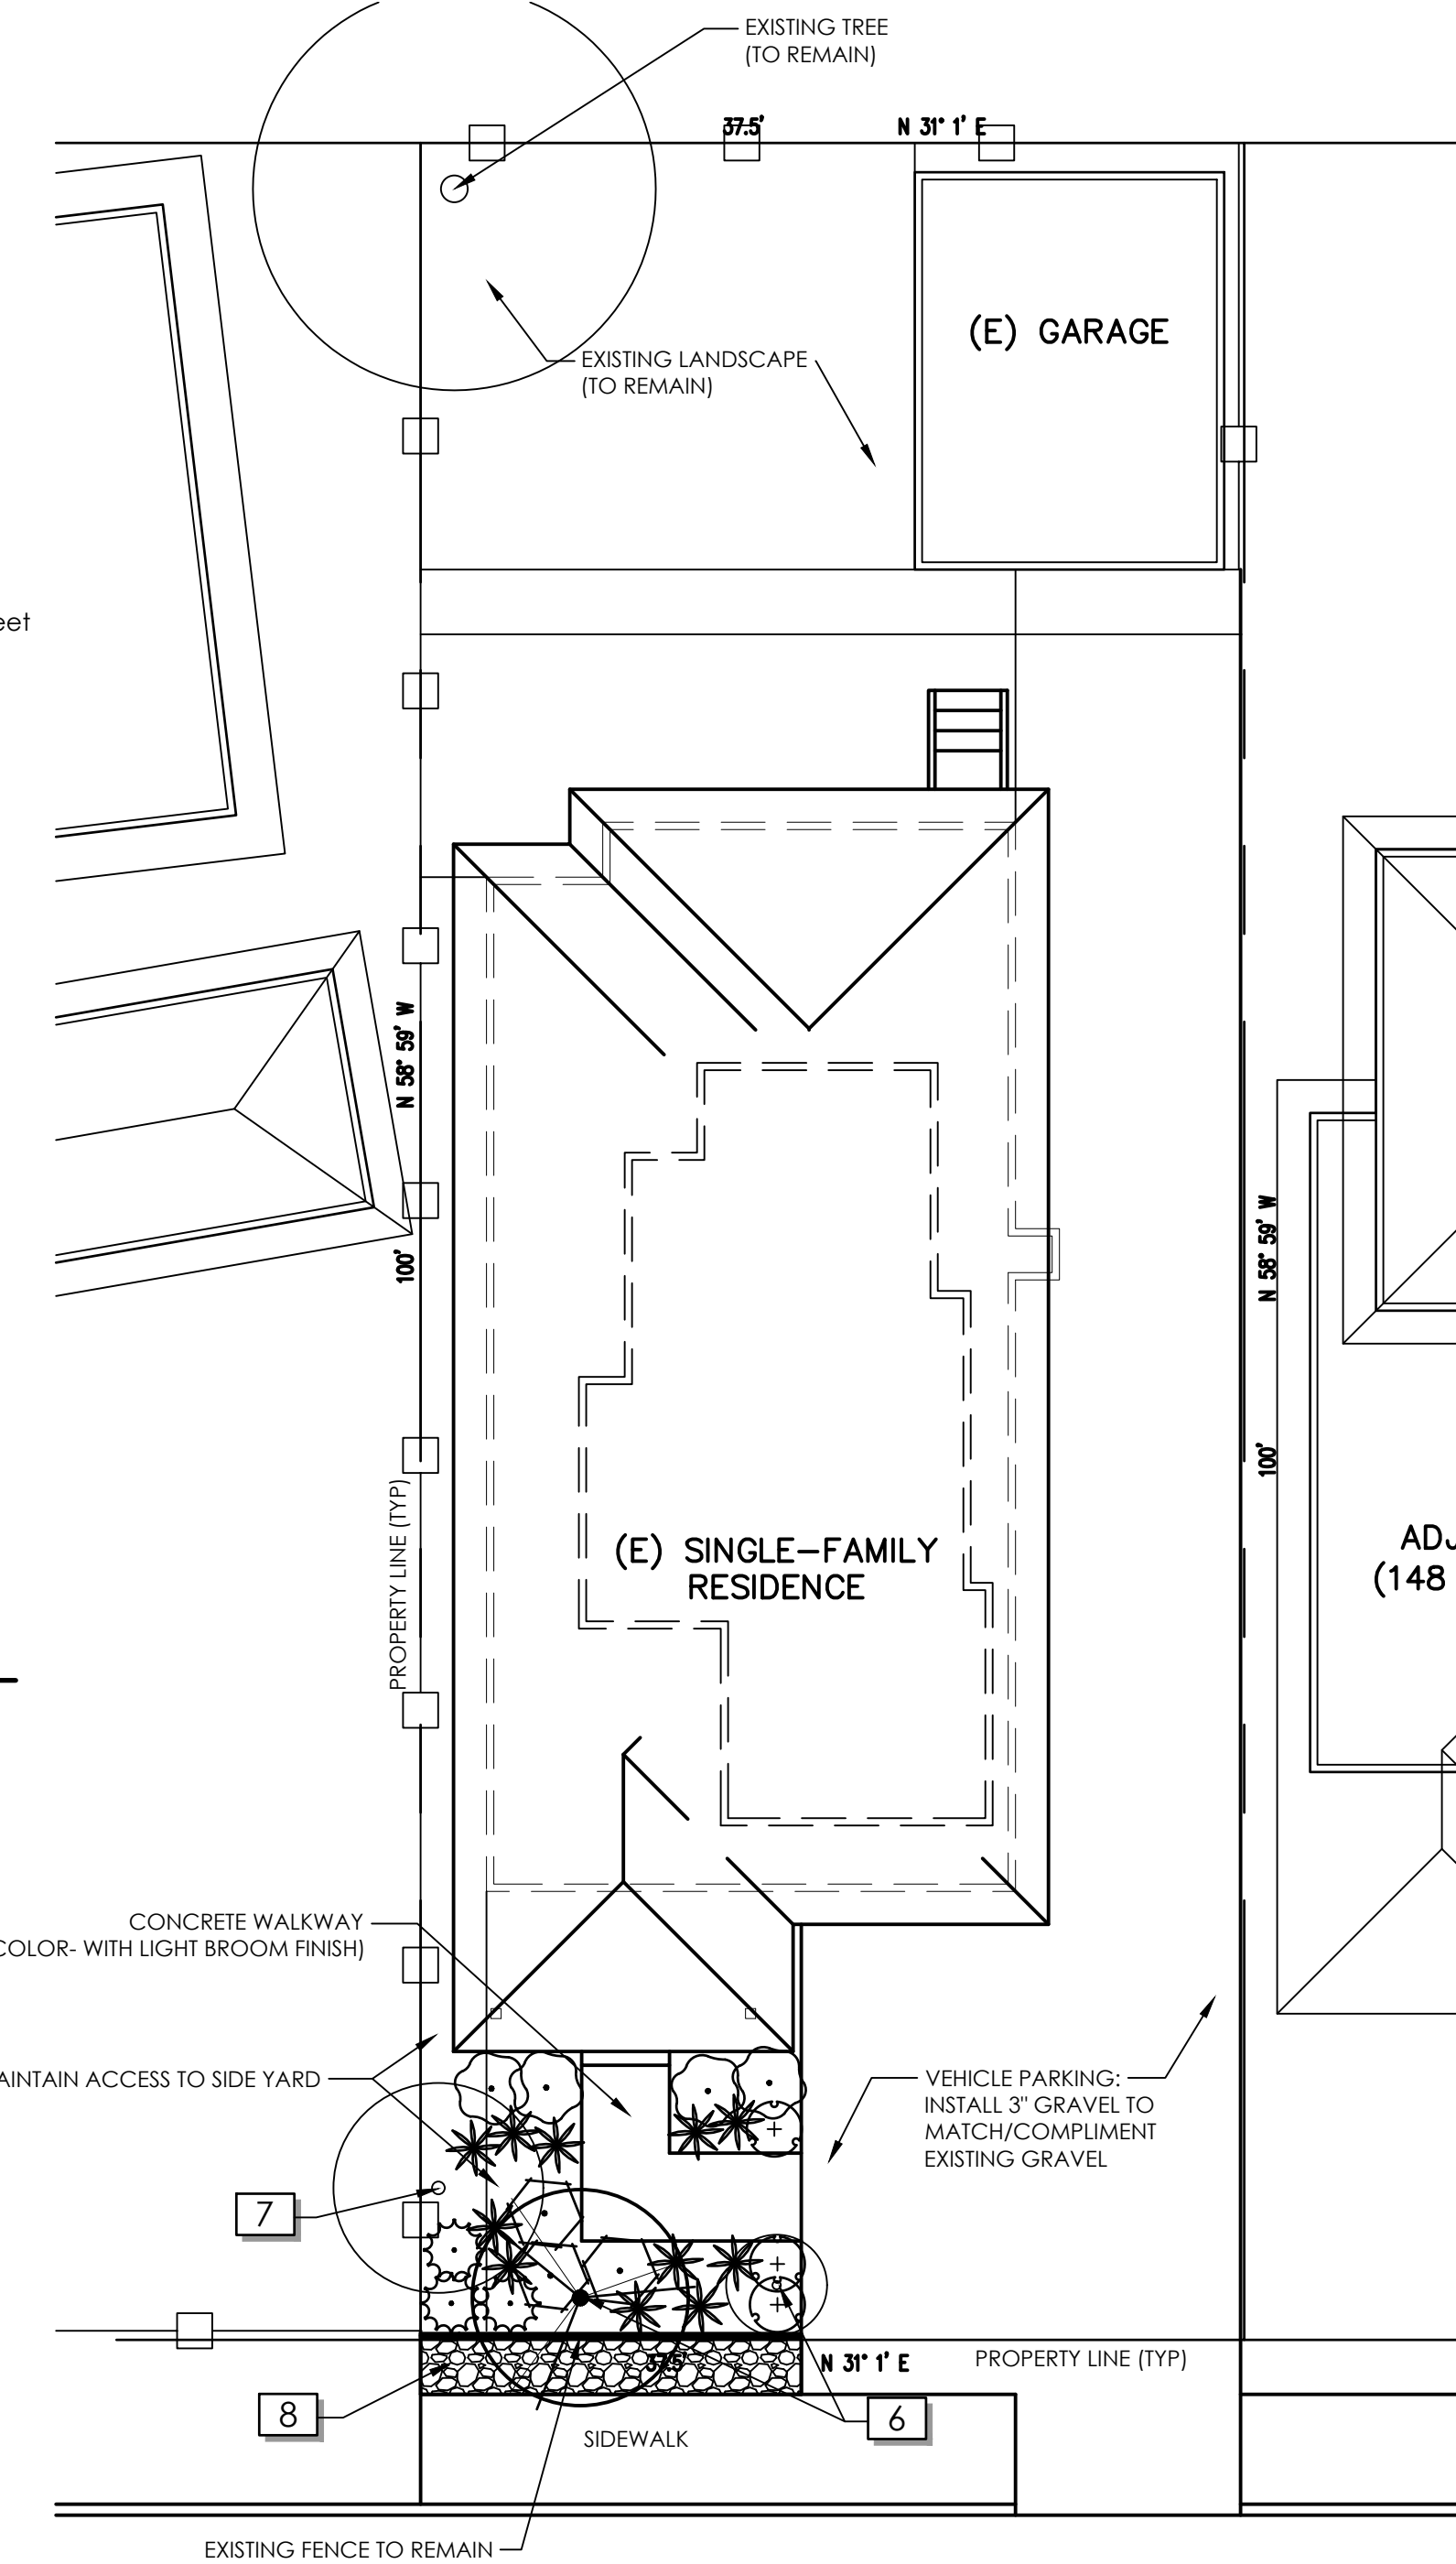 EXISTING TREE
(TO REMAIN)
37.5'
N 31° 1' E
(E) GARAGE
EXISTING LANDSCAPE
(TO REMAIN)
eet
N 58° 59' W
100'
N 58° 59' W
100'
PROPERTY LINE (TYP)
(E) SINGLE-FAMILY
RESIDENCE
ADJ
(148
CONCRETE WALKWAY
COLOR- WITH LIGHT BROOM FINISH)
AINTAIN ACCESS TO SIDE YARD
VEHICLE PARKING:
INSTALL 3" GRAVEL TO
MATCH/COMPLIMENT
EXISTING GRAVEL
7
37.5'
N 31° 1' E
PROPERTY LINE (TYP)
8
6
SIDEWALK
EXISTING FENCE TO REMAIN